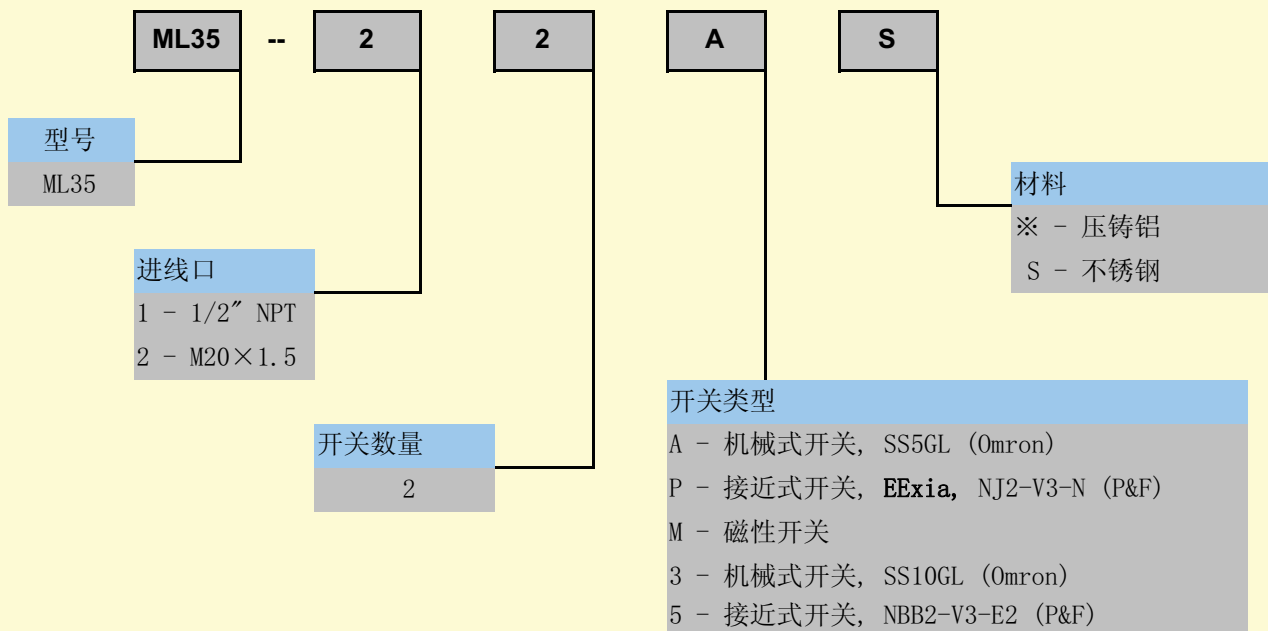 ML35 -- 2 2 A S
型号
ML35
材料
※ - 压铸铝
S - 不锈钢
进线口
1 - 1/2″ NPT
2 - M20×1.5
开关数量
2
开关类型
A - 机械式开关, SS5GL (Omron)
P - 接近式开关, EExia, NJ2-V3-N (P&F)
M - 磁性开关
3 - 机械式开关, SS10GL (Omron)
5 - 接近式开关, NBB2-V3-E2 (P&F)